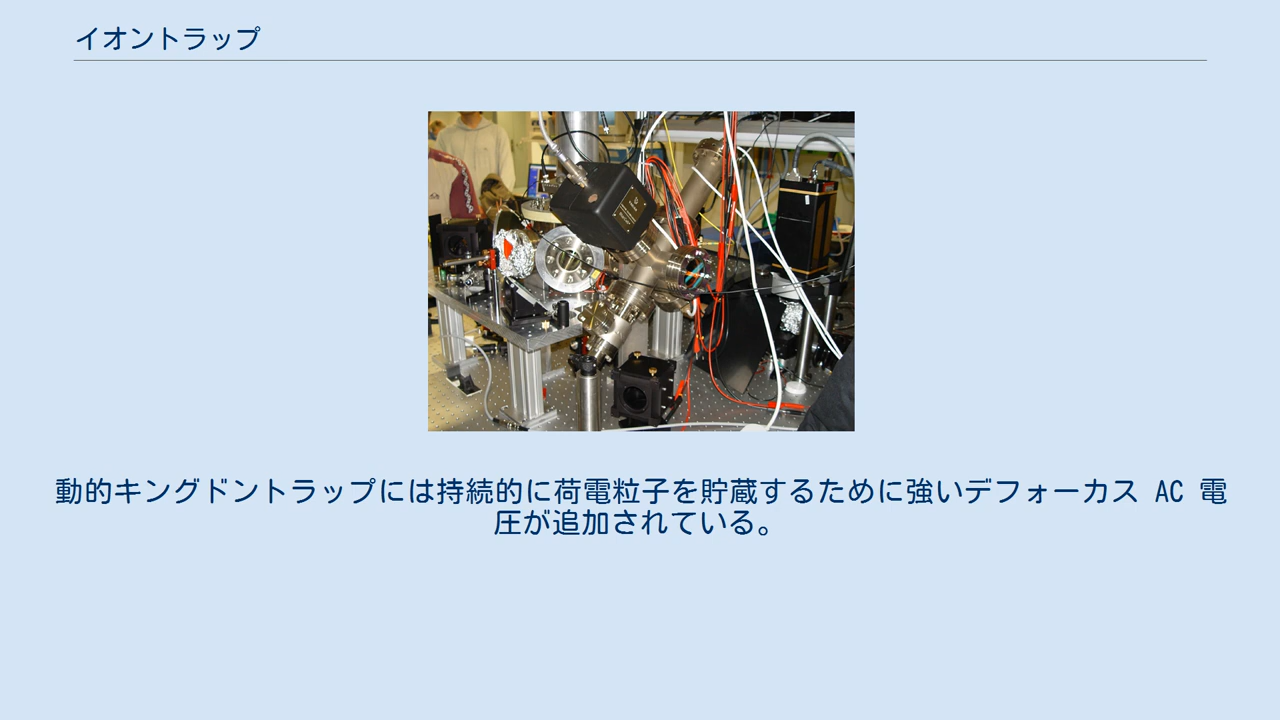 イオントラップ
動的キングドントラップには持続的に荷電粒子を貯蔵するために強いデフォーカス AC 電
圧が追加されている。